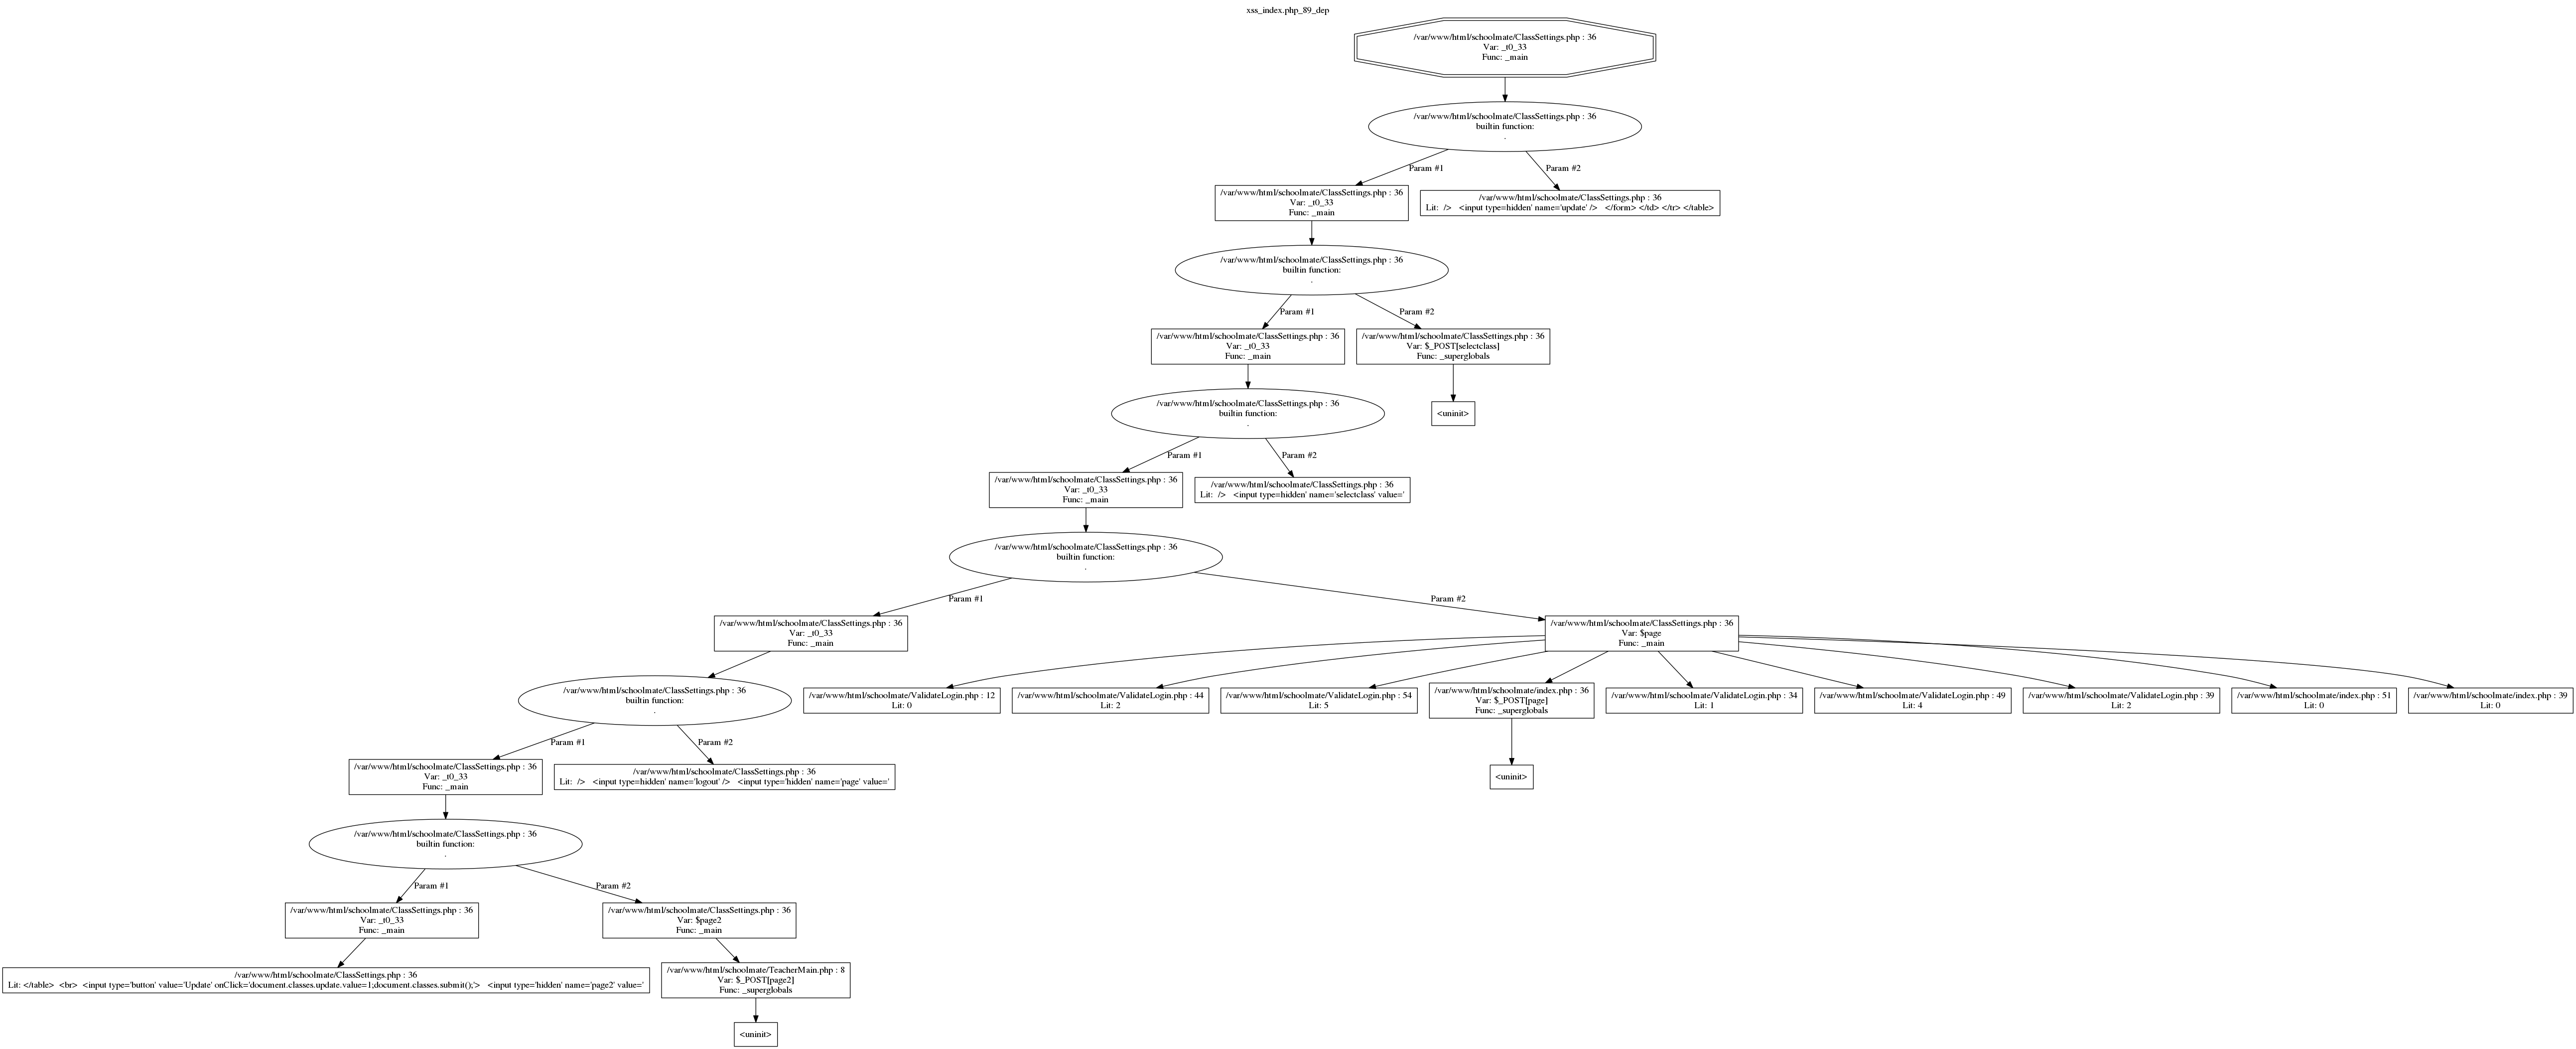 xss_index.php_89_dep
/var/www/html/schoolmate/ClassSettings.php : 36
Var: _t0_33
Func: _main
/var/www/html/schoolmate/ClassSettings.php : 36
builtin function:
.
Param #1
Param #2
/var/www/html/schoolmate/ClassSettings.php : 36
Var: _t0_33
Func: _main
/var/www/html/schoolmate/ClassSettings.php : 36
Lit:  />   <input type=hidden' name='update' />   </form> </td> </tr> </table>
/var/www/html/schoolmate/ClassSettings.php : 36
builtin function:
.
Param #1
Param #2
/var/www/html/schoolmate/ClassSettings.php : 36
Var: _t0_33
Func: _main
/var/www/html/schoolmate/ClassSettings.php : 36
Var: $_POST[selectclass]
Func: _superglobals
/var/www/html/schoolmate/ClassSettings.php : 36
builtin function:
.
<uninit>
Param #1
Param #2
/var/www/html/schoolmate/ClassSettings.php : 36
Var: _t0_33
Func: _main
/var/www/html/schoolmate/ClassSettings.php : 36
Lit:  />   <input type=hidden' name='selectclass' value='
/var/www/html/schoolmate/ClassSettings.php : 36
builtin function:
.
Param #1
Param #2
/var/www/html/schoolmate/ClassSettings.php : 36
Var: _t0_33
Func: _main
/var/www/html/schoolmate/ClassSettings.php : 36
Var: $page
Func: _main
/var/www/html/schoolmate/ClassSettings.php : 36
builtin function:
.
/var/www/html/schoolmate/ValidateLogin.php : 12
Lit: 0
/var/www/html/schoolmate/ValidateLogin.php : 44
Lit: 2
/var/www/html/schoolmate/ValidateLogin.php : 54
Lit: 5
/var/www/html/schoolmate/index.php : 36
Var: $_POST[page]
Func: _superglobals
/var/www/html/schoolmate/ValidateLogin.php : 34
Lit: 1
/var/www/html/schoolmate/ValidateLogin.php : 49
Lit: 4
/var/www/html/schoolmate/ValidateLogin.php : 39
Lit: 2
/var/www/html/schoolmate/index.php : 51
Lit: 0
/var/www/html/schoolmate/index.php : 39
Lit: 0
Param #1
Param #2
/var/www/html/schoolmate/ClassSettings.php : 36
Var: _t0_33
Func: _main
/var/www/html/schoolmate/ClassSettings.php : 36
Lit:  />   <input type=hidden' name='logout' />   <input type='hidden' name='page' value='
<uninit>
/var/www/html/schoolmate/ClassSettings.php : 36
builtin function:
.
Param #1
Param #2
/var/www/html/schoolmate/ClassSettings.php : 36
Var: _t0_33
Func: _main
/var/www/html/schoolmate/ClassSettings.php : 36
Var: $page2
Func: _main
/var/www/html/schoolmate/ClassSettings.php : 36
Lit: </table>  <br>  <input type='button' value='Update' onClick='document.classes.update.value=1;document.classes.submit();'>   <input type='hidden' name='page2' value='
/var/www/html/schoolmate/TeacherMain.php : 8
Var: $_POST[page2]
Func: _superglobals
<uninit>